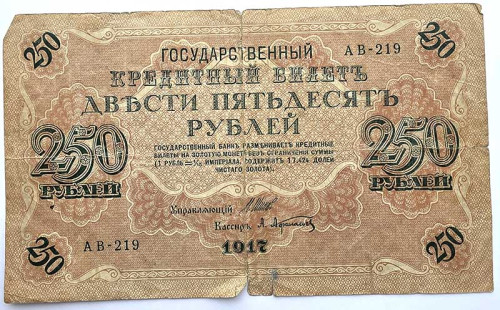 250 250
ГОСУДАРСТВЕННЫЙ АВ-219
КРЕДИТНЫЙ БИЛЕТЪ
ДВѢСТИ ПЯТЬДЕСЯТЪ
РУБЛЕЙ
250 РУБЛЕЙ
250 РУБЛЕЙ
ГОСУДАРСТВЕННЫЙ БАНК РАЗМѢНИВАЕТЪ КРЕДИТНЫЕ
БИЛЕТЫ НА ЗОЛОТУЮ МОНЕТУ БЕЗЪ ОГРАНИЧЕНІЯ СУММЫ
(1 РУБЛЬ = 1/15 ИМПЕРІАЛА, СОДЕРЖИТЪ 17,424 ДОЛЕЙ
ЧИСТАГО ЗОЛОТА).
Управляющій
Кассиръ
АВ-219 1917
250 250